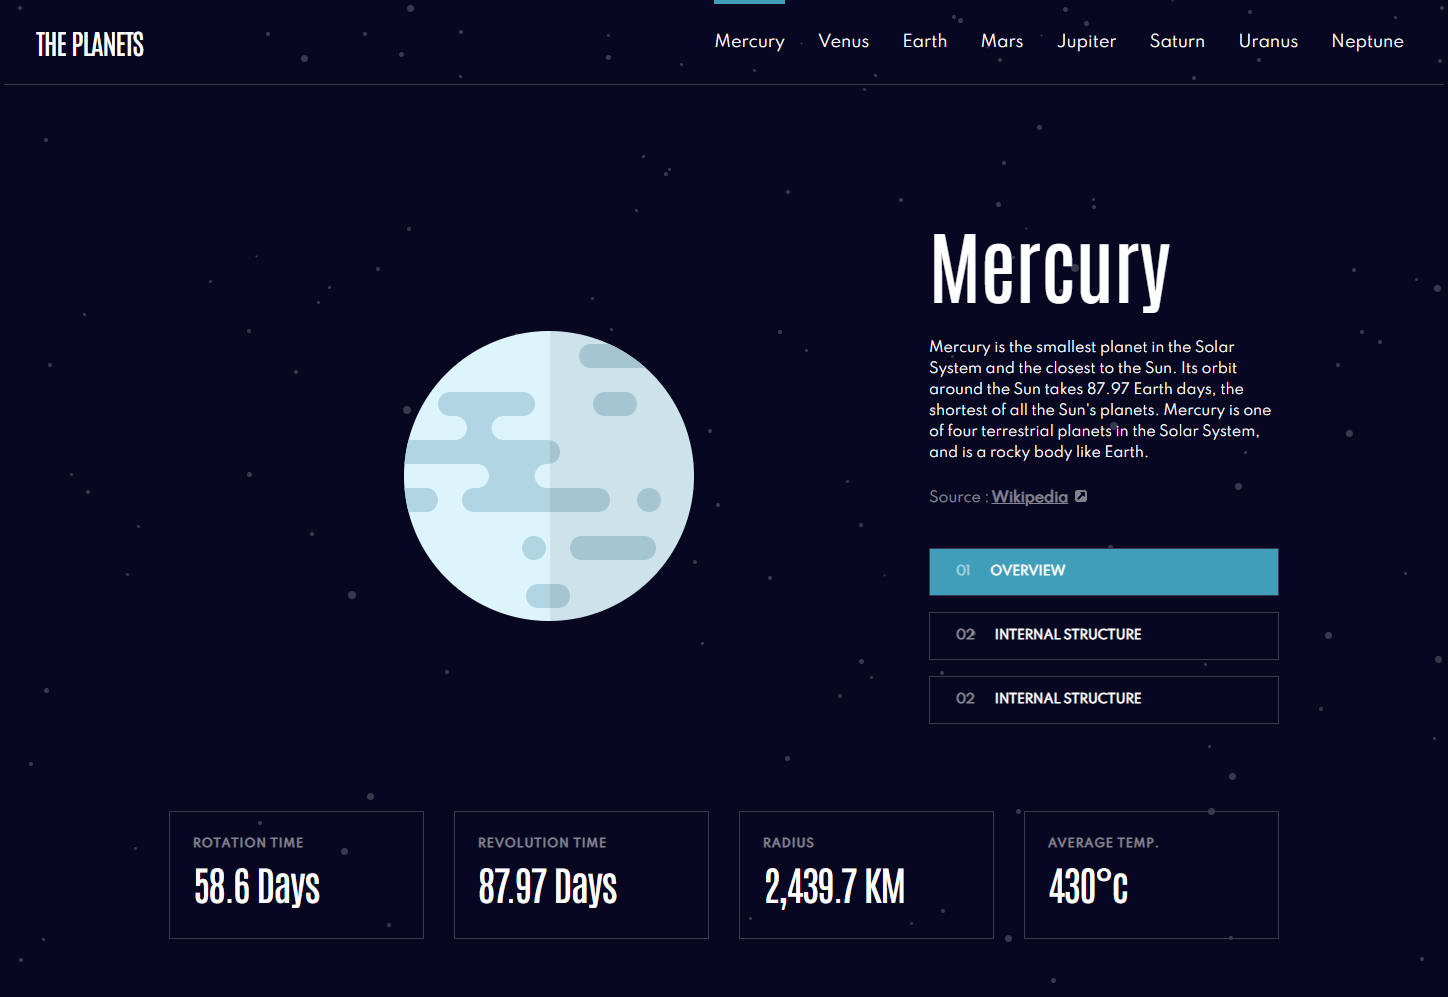 THE PLANETS
Mercury Venus Earth Mars Jupiter Saturn Uranus Neptune
Mercury
Mercury is the smallest planet in the Solar
System and the closest to the Sun. Its orbit
around the Sun takes 87.97 Earth days, the
shortest of all the Sun's planets. Mercury is one
of four terrestrial planets in the Solar System,
and is a rocky body like Earth.
Source : Wikipedia
01 OVERVIEW
02 INTERNAL STRUCTURE
02 INTERNAL STRUCTURE
ROTATION TIME
58.6 Days
REVOLUTION TIME
87.97 Days
RADIUS
2,439.7 KM
AVERAGE TEMP.
430°c